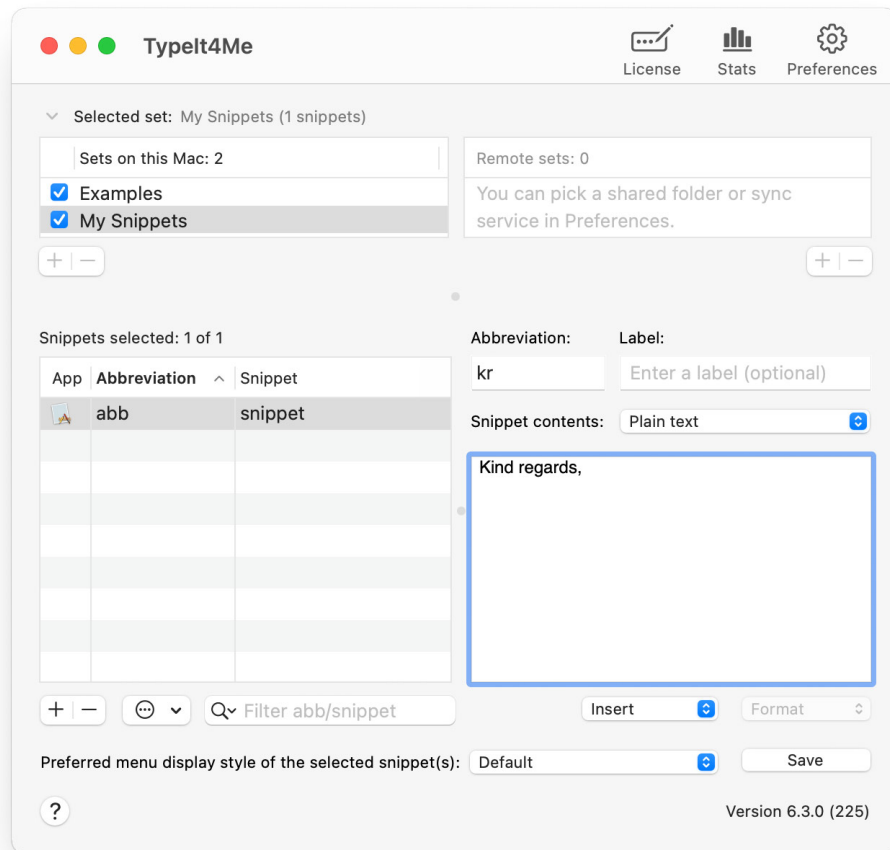 TypeIt4Me
License Stats Preferences
Selected set: My Snippets (1 snippets)
Sets on this Mac: 2
Examples
My Snippets
Remote sets: 0
You can pick a shared folder or sync
service in Preferences.
Snippets selected: 1 of 1
App Abbreviation Snippet
abb snippet
Abbreviation: Label:
kr Enter a label (optional)
Snippet contents: Plain text
Kind regards,
Filter abb/snippet
Insert Format
Preferred menu display style of the selected snippet(s): Default Save
? Version 6.3.0 (225)